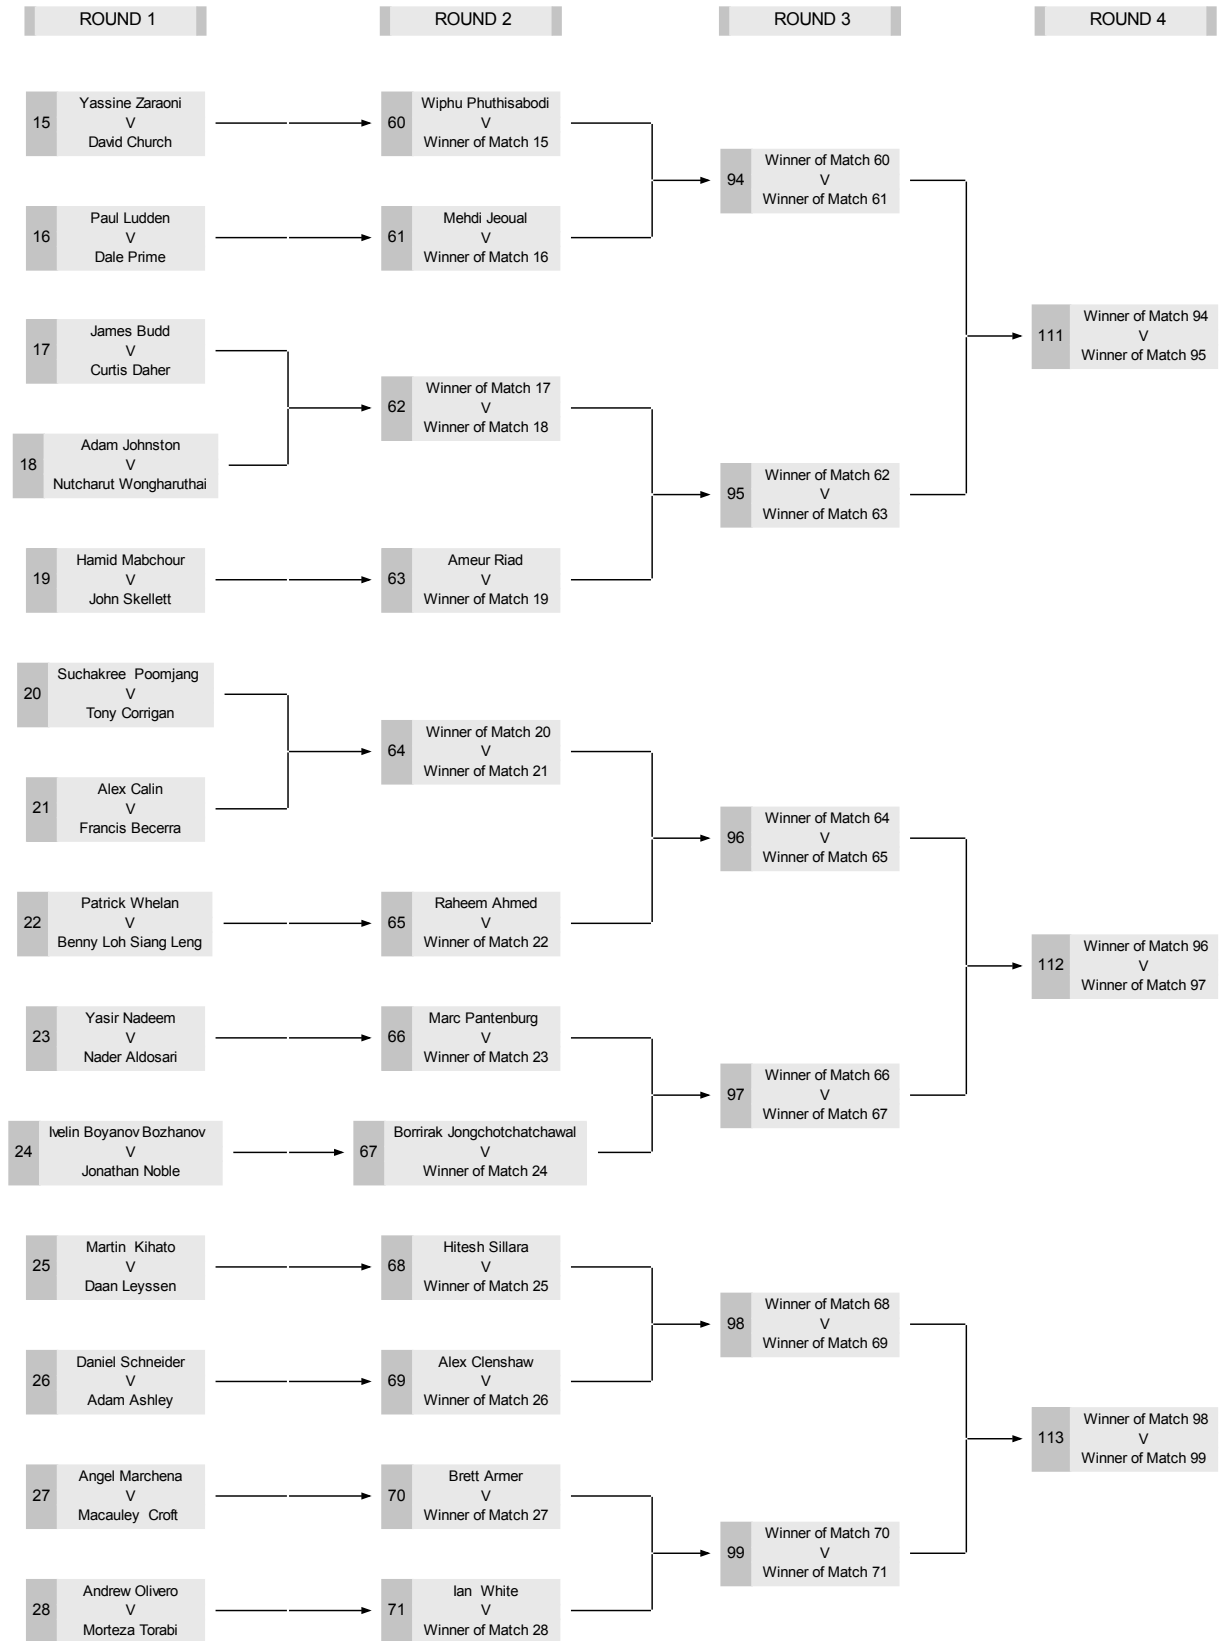 ROUND 1
ROUND 2
ROUND 3
ROUND 4
15
Yassine Zaraoni
V
David Church
16
Paul Ludden
V
Dale Prime
17
James Budd
V
Curtis Daher
18
Adam Johnston
V
Nutcharut Wongharuthai
19
Hamid Mabchour
V
John Skellett
20
Suchakree Poomjang
V
Tony Corrigan
21
Alex Calin
V
Francis Becerra
22
Patrick Whelan
V
Benny Loh Siang Leng
23
Yasir Nadeem
V
Nader Aldosari
24
Ivelin Boyanov Bozhanov
V
Jonathan Noble
25
Martin Kihato
V
Daan Leyssen
26
Daniel Schneider
V
Adam Ashley
27
Angel Marchena
V
Macauley Croft
28
Andrew Olivero
V
Morteza Torabi
60
Wiphu Phuthisabodi
V
Winner of Match 15
61
Mehdi Jeoual
V
Winner of Match 16
62
Winner of Match 17
V
Winner of Match 18
63
Ameur Riad
V
Winner of Match 19
64
Winner of Match 20
V
Winner of Match 21
65
Raheem Ahmed
V
Winner of Match 22
66
Marc Pantenburg
V
Winner of Match 23
67
Borrirak Jongchotchatchawal
V
Winner of Match 24
68
Hitesh Sillara
V
Winner of Match 25
69
Alex Clenshaw
V
Winner of Match 26
70
Brett Armer
V
Winner of Match 27
71
Ian White
V
Winner of Match 28
94
Winner of Match 60
V
Winner of Match 61
95
Winner of Match 62
V
Winner of Match 63
96
Winner of Match 64
V
Winner of Match 65
97
Winner of Match 66
V
Winner of Match 67
98
Winner of Match 68
V
Winner of Match 69
99
Winner of Match 70
V
Winner of Match 71
111
Winner of Match 94
V
Winner of Match 95
112
Winner of Match 96
V
Winner of Match 97
113
Winner of Match 98
V
Winner of Match 99